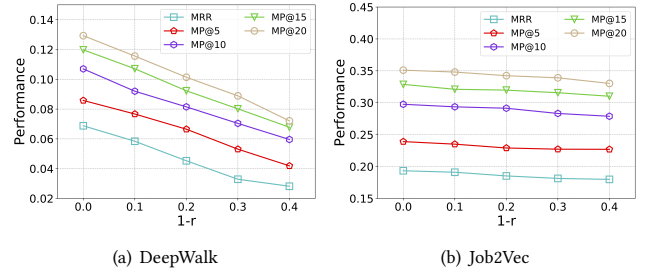 0.14
0.12
0.10
0.08
0.06
0.04
0.02
Performance
MRR
MP@5
MP@10
MP@15
MP@20
0.0 0.1 0.2 0.3 0.4
1-r
(a) DeepWalk
0.45
0.40
0.35
0.30
0.25
0.20
0.15
Performance
MRR
MP@5
MP@10
MP@15
MP@20
0.0 0.1 0.2 0.3 0.4
1-r
(b) Job2Vec